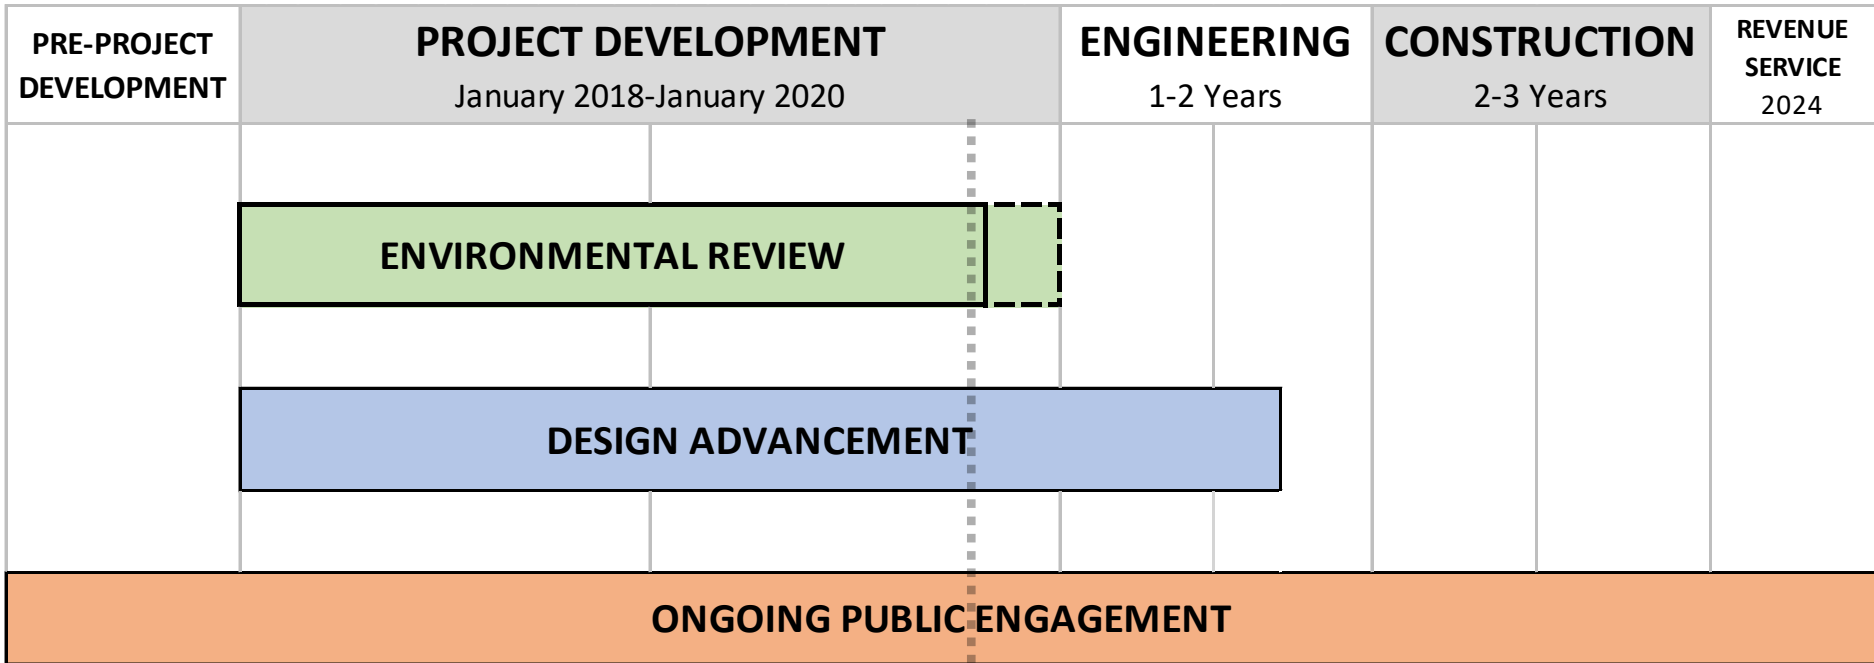 PRE-PROJECT
DEVELOPMENT
PROJECT DEVELOPMENT
January 2018-January 2020
ENGINEERING
1-2 Years
CONSTRUCTION
2-3 Years
REVENUE
SERVICE
2024
ENVIRONMENTAL REVIEW
DESIGN ADVANCEMENT
ONGOING PUBLIC ENGAGEMENT